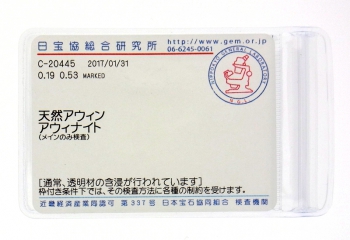 日宝協総合研究所
http://www.gem.or.jp
06-6245-0061
C-20445 2017/01/31
0.19 0.53 MARKED
天然アウィン
アウィナイト
(メインのみ検査)
[通常、透明材の含浸が行われています]
枠付き条件下では、その検査方法に各種の制約を受けます。
近畿経済産業局認可 第337号 日本宝石協同組合 検査機関